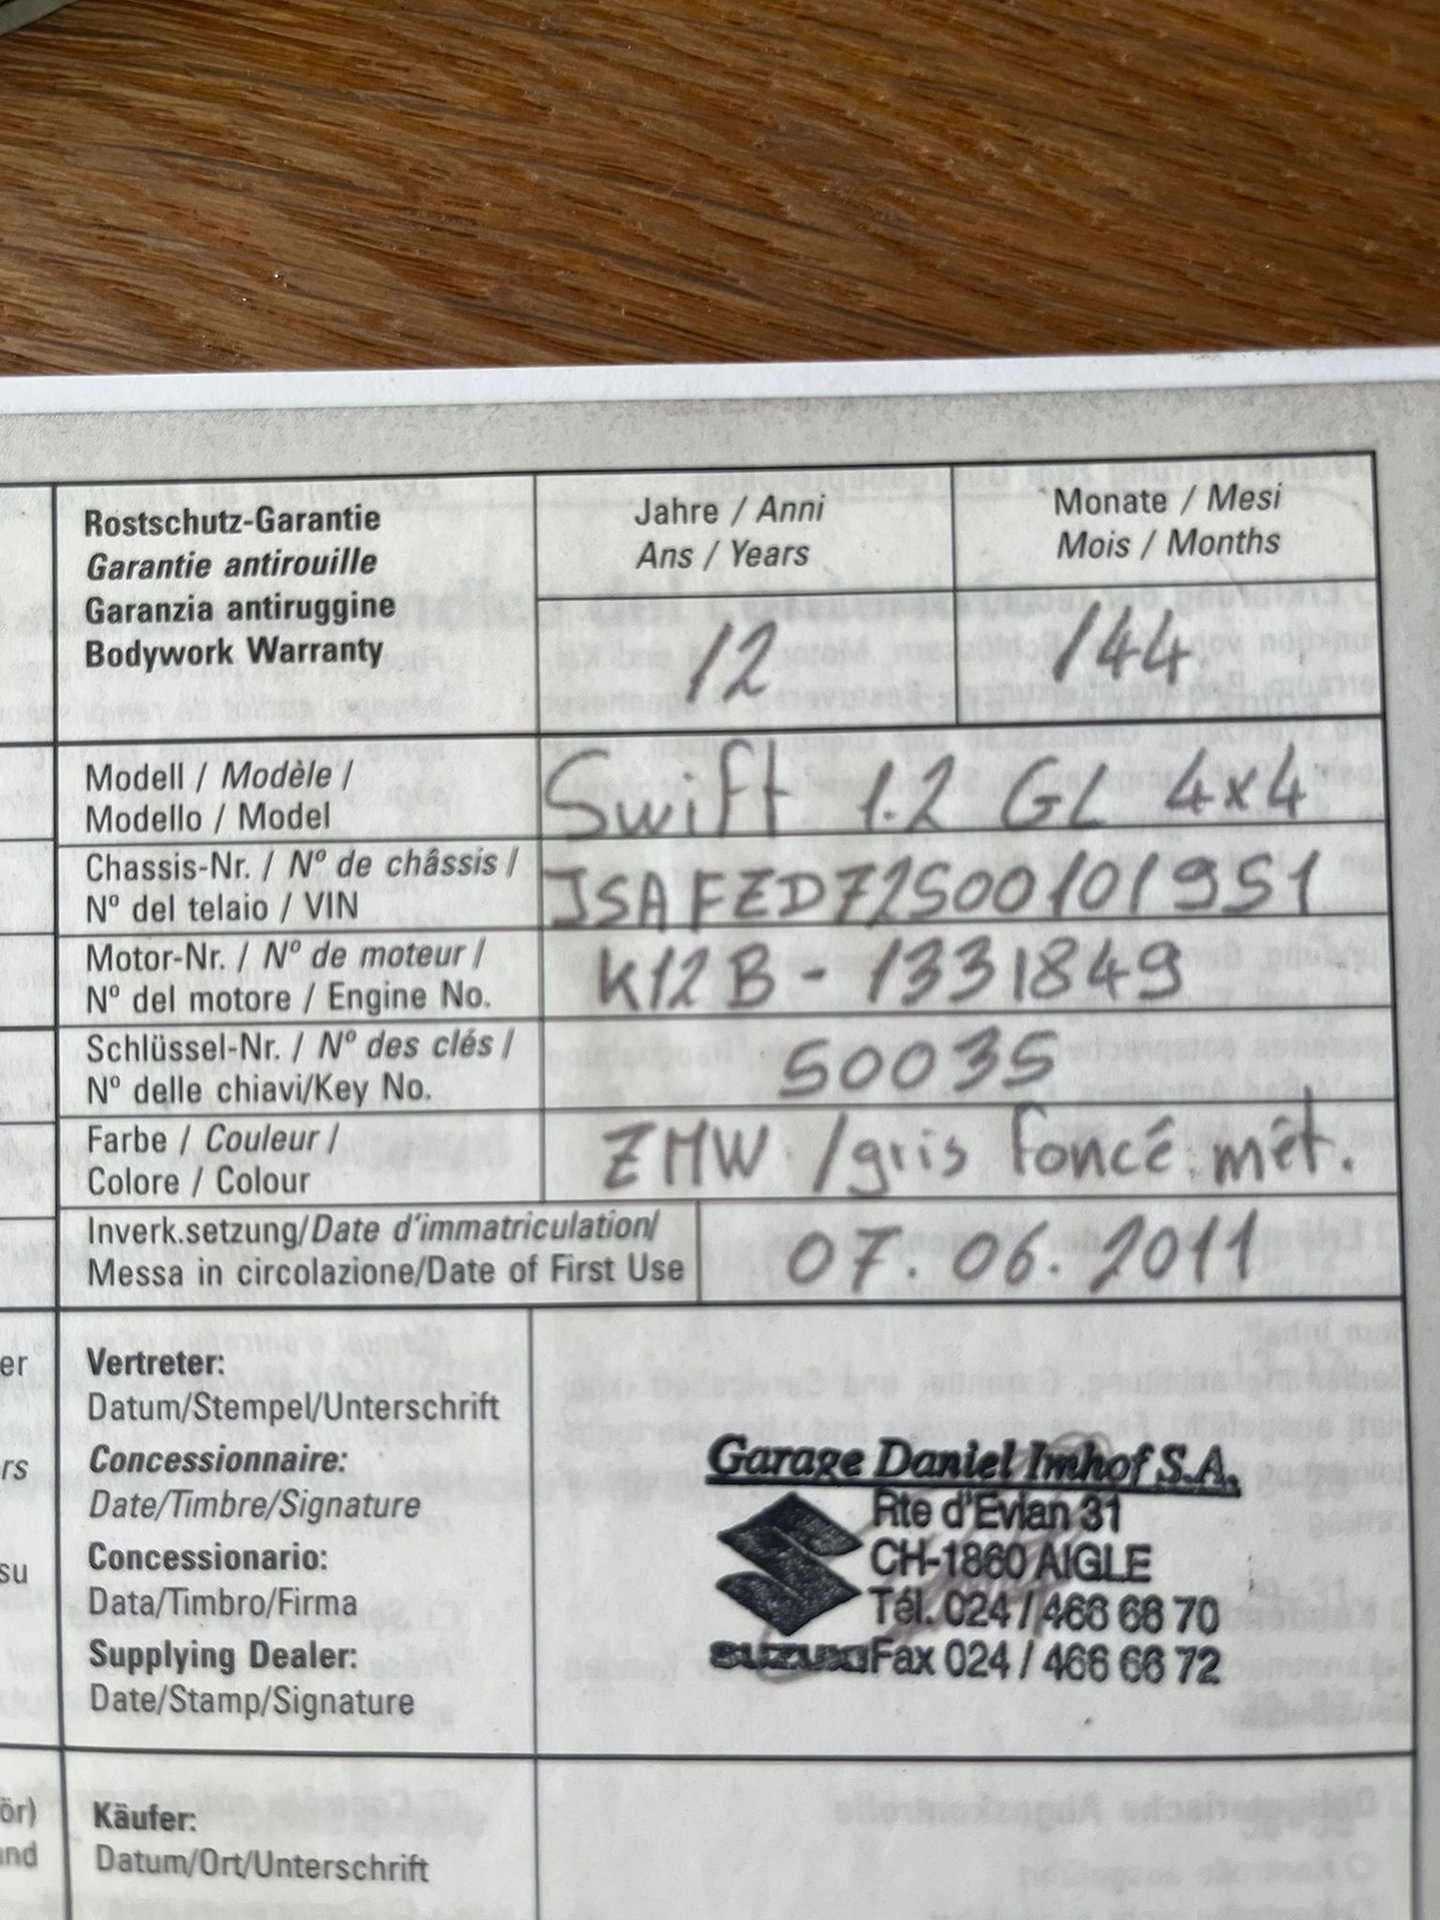 Rostschutz-Garantie
Garantie antirouille
Garanzia antiruggine
Bodywork Warranty
Jahre / Anni
Ans / Years
Monate / Mesi
Mois / Months
12
144
Modell / Modèle /
Modello / Model
Swift 1.2 GL 4x4
Chassis-Nr. / Nº de châssis /
Nº del telaio / VIN
JSAFZD72S00101951
Motor-Nr. / Nº de moteur /
Nº del motore / Engine No.
K12B - 1331849
Schlüssel-Nr. / Nº des clés /
Nº delle chiavi/Key No.
50035
Farbe / Couleur /
Colore / Colour
ZMW / gris foncé mét.
Inverk.setzung/Date d'immatriculation/
Messa in circolazione/Date of First Use
07.06.2011
er
Vertreter:
Datum/Stempel/Unterschrift
rs
Concessionnaire:
Date/Timbre/Signature
su
Concessionario:
Data/Timbro/Firma
Supplying Dealer:
Date/Stamp/Signature
Garage Daniel Imhof S.A.
Rte d'Evian 31
CH-1860 AIGLE
Tél. 024 / 466 66 70
SUZUKI Fax 024 / 466 66 72
ör)
Käufer:
und
Datum/Ort/Unterschrift